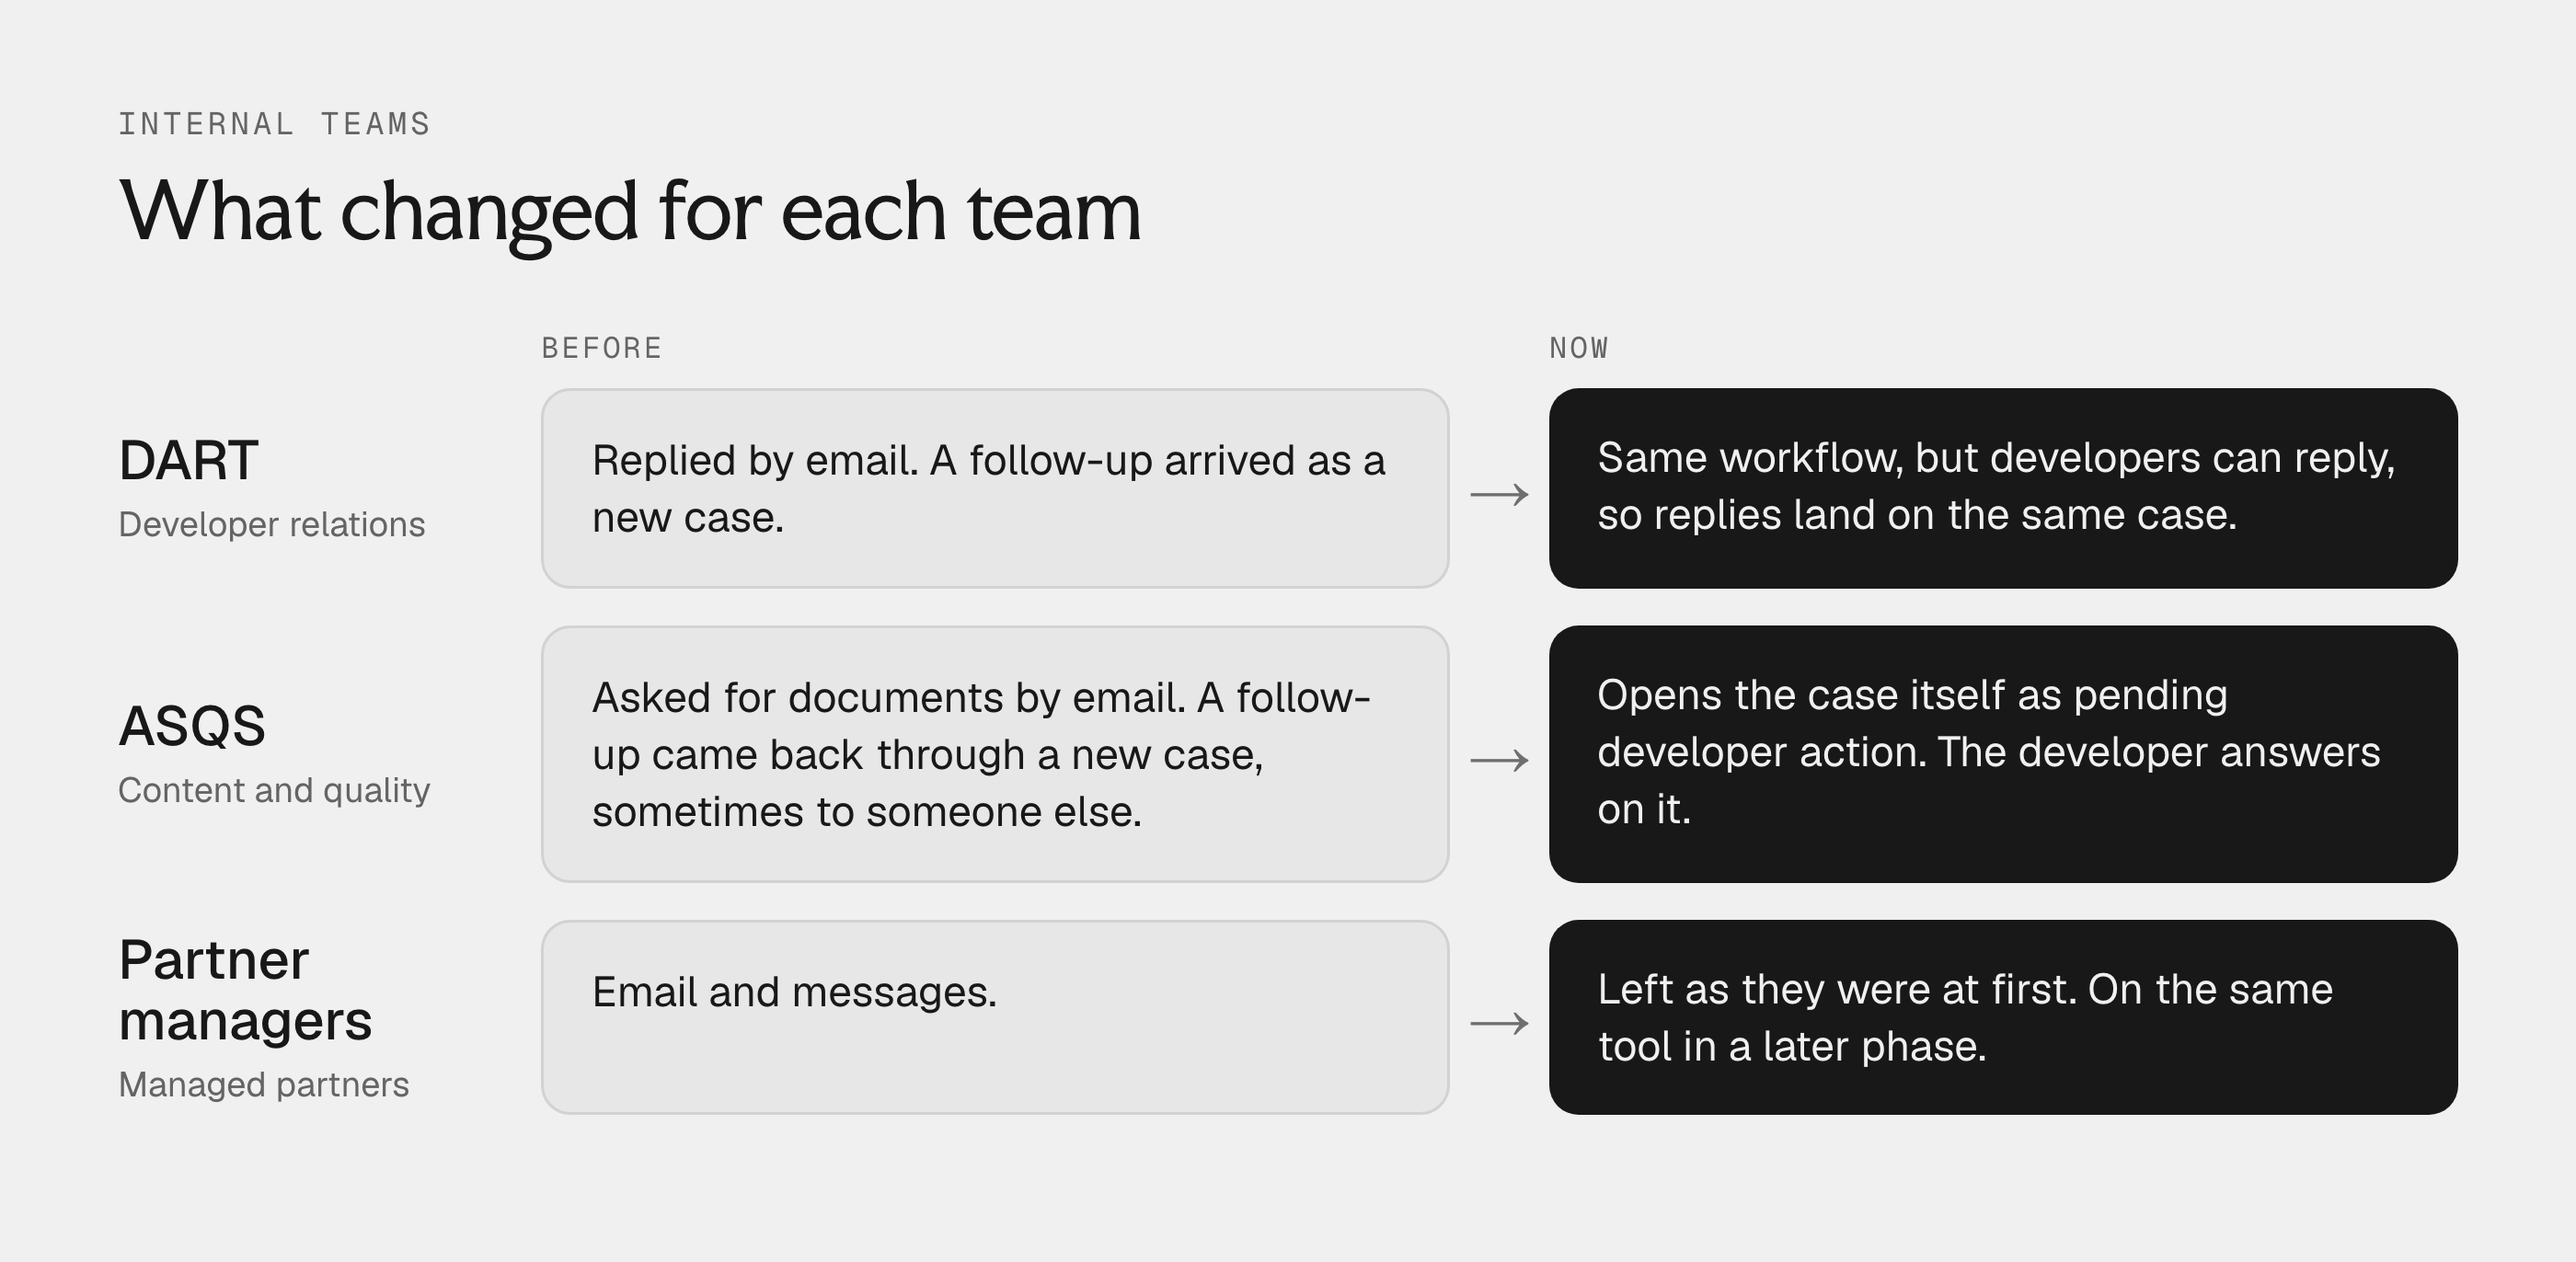 INTERNAL TEAMS
What changed for each team
BEFORE
NOW
DART
Developer relations
Replied by email. A follow-up arrived as a
new case.
→
Same workflow, but developers can reply,
so replies land on the same case.
ASQS
Content and quality
Asked for documents by email. A follow-
up came back through a new case,
sometimes to someone else.
→
Opens the case itself as pending
developer action. The developer answers
on it.
Partner
managers
Managed partners
Email and messages.
→
Left as they were at first. On the same
tool in a later phase.